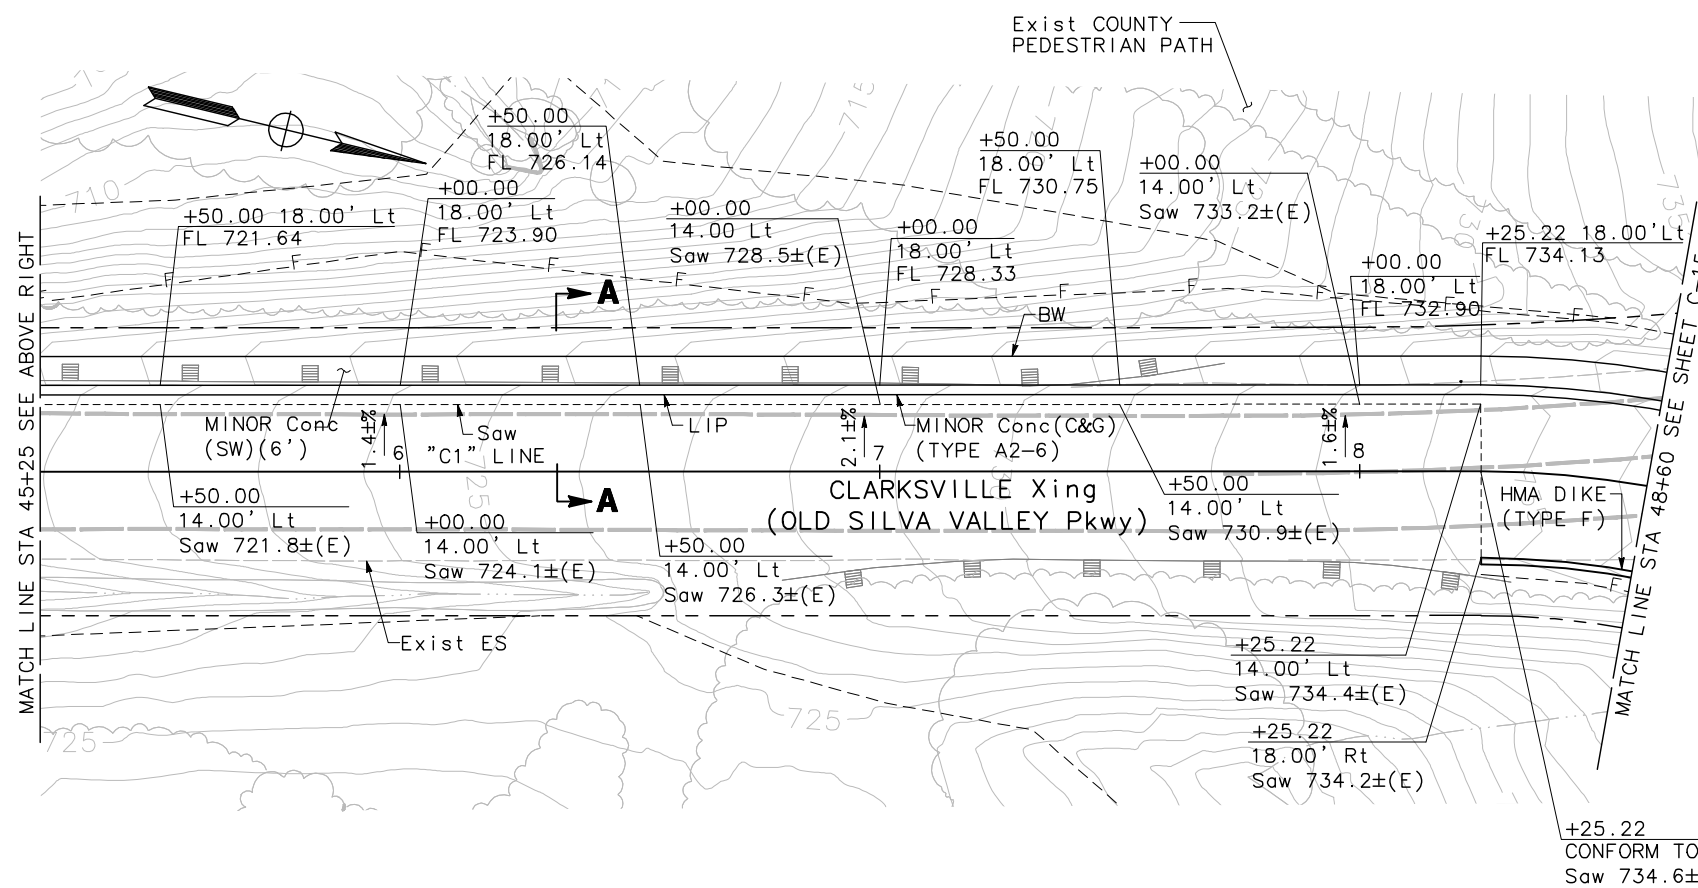 Exist COUNTY
PEDESTRIAN PATH
715
710
735
730
+50.00
18.00' Lt
FL 726.14
+50.00 18.00' Lt
FL 721.64
+00.00
18.00' Lt
FL 723.90
+00.00
14.00 Lt
Saw 728.5±(E)
+00.00
18.00' Lt
FL 728.33
+50.00
18.00' Lt
FL 730.75
+00.00
14.00' Lt
Saw 733.2±(E)
+00.00
18.00' Lt
FL 732.90
+25.22 18.00'Lt
FL 734.13
F F F F F F F F F F F F
A
BW
MATCH LINE STA 45+25 SEE ABOVE RIGHT
MATCH LINE STA 48+60 SEE SHEET C-15
MINOR Conc
(SW)(6')
1.4±%
6
Saw
"C1" LINE
725
LIP
2.1±%
7
MINOR Conc(C&G)
(TYPE A2-6)
1.6±%
8
A
CLARKSVILLE Xing
(OLD SILVA VALLEY Pkwy)
+50.00
14.00' Lt
Saw 721.8±(E)
+00.00
14.00' Lt
Saw 724.1±(E)
+50.00
14.00' Lt
Saw 726.3±(E)
+50.00
14.00' Lt
Saw 730.9±(E)
HMA DIKE
(TYPE F)
F
Exist ES
+25.22
14.00' Lt
Saw 734.4±(E)
725
725
+25.22
18.00' Rt
Saw 734.2±(E)
+25.22
CONFORM TO
Saw 734.6±